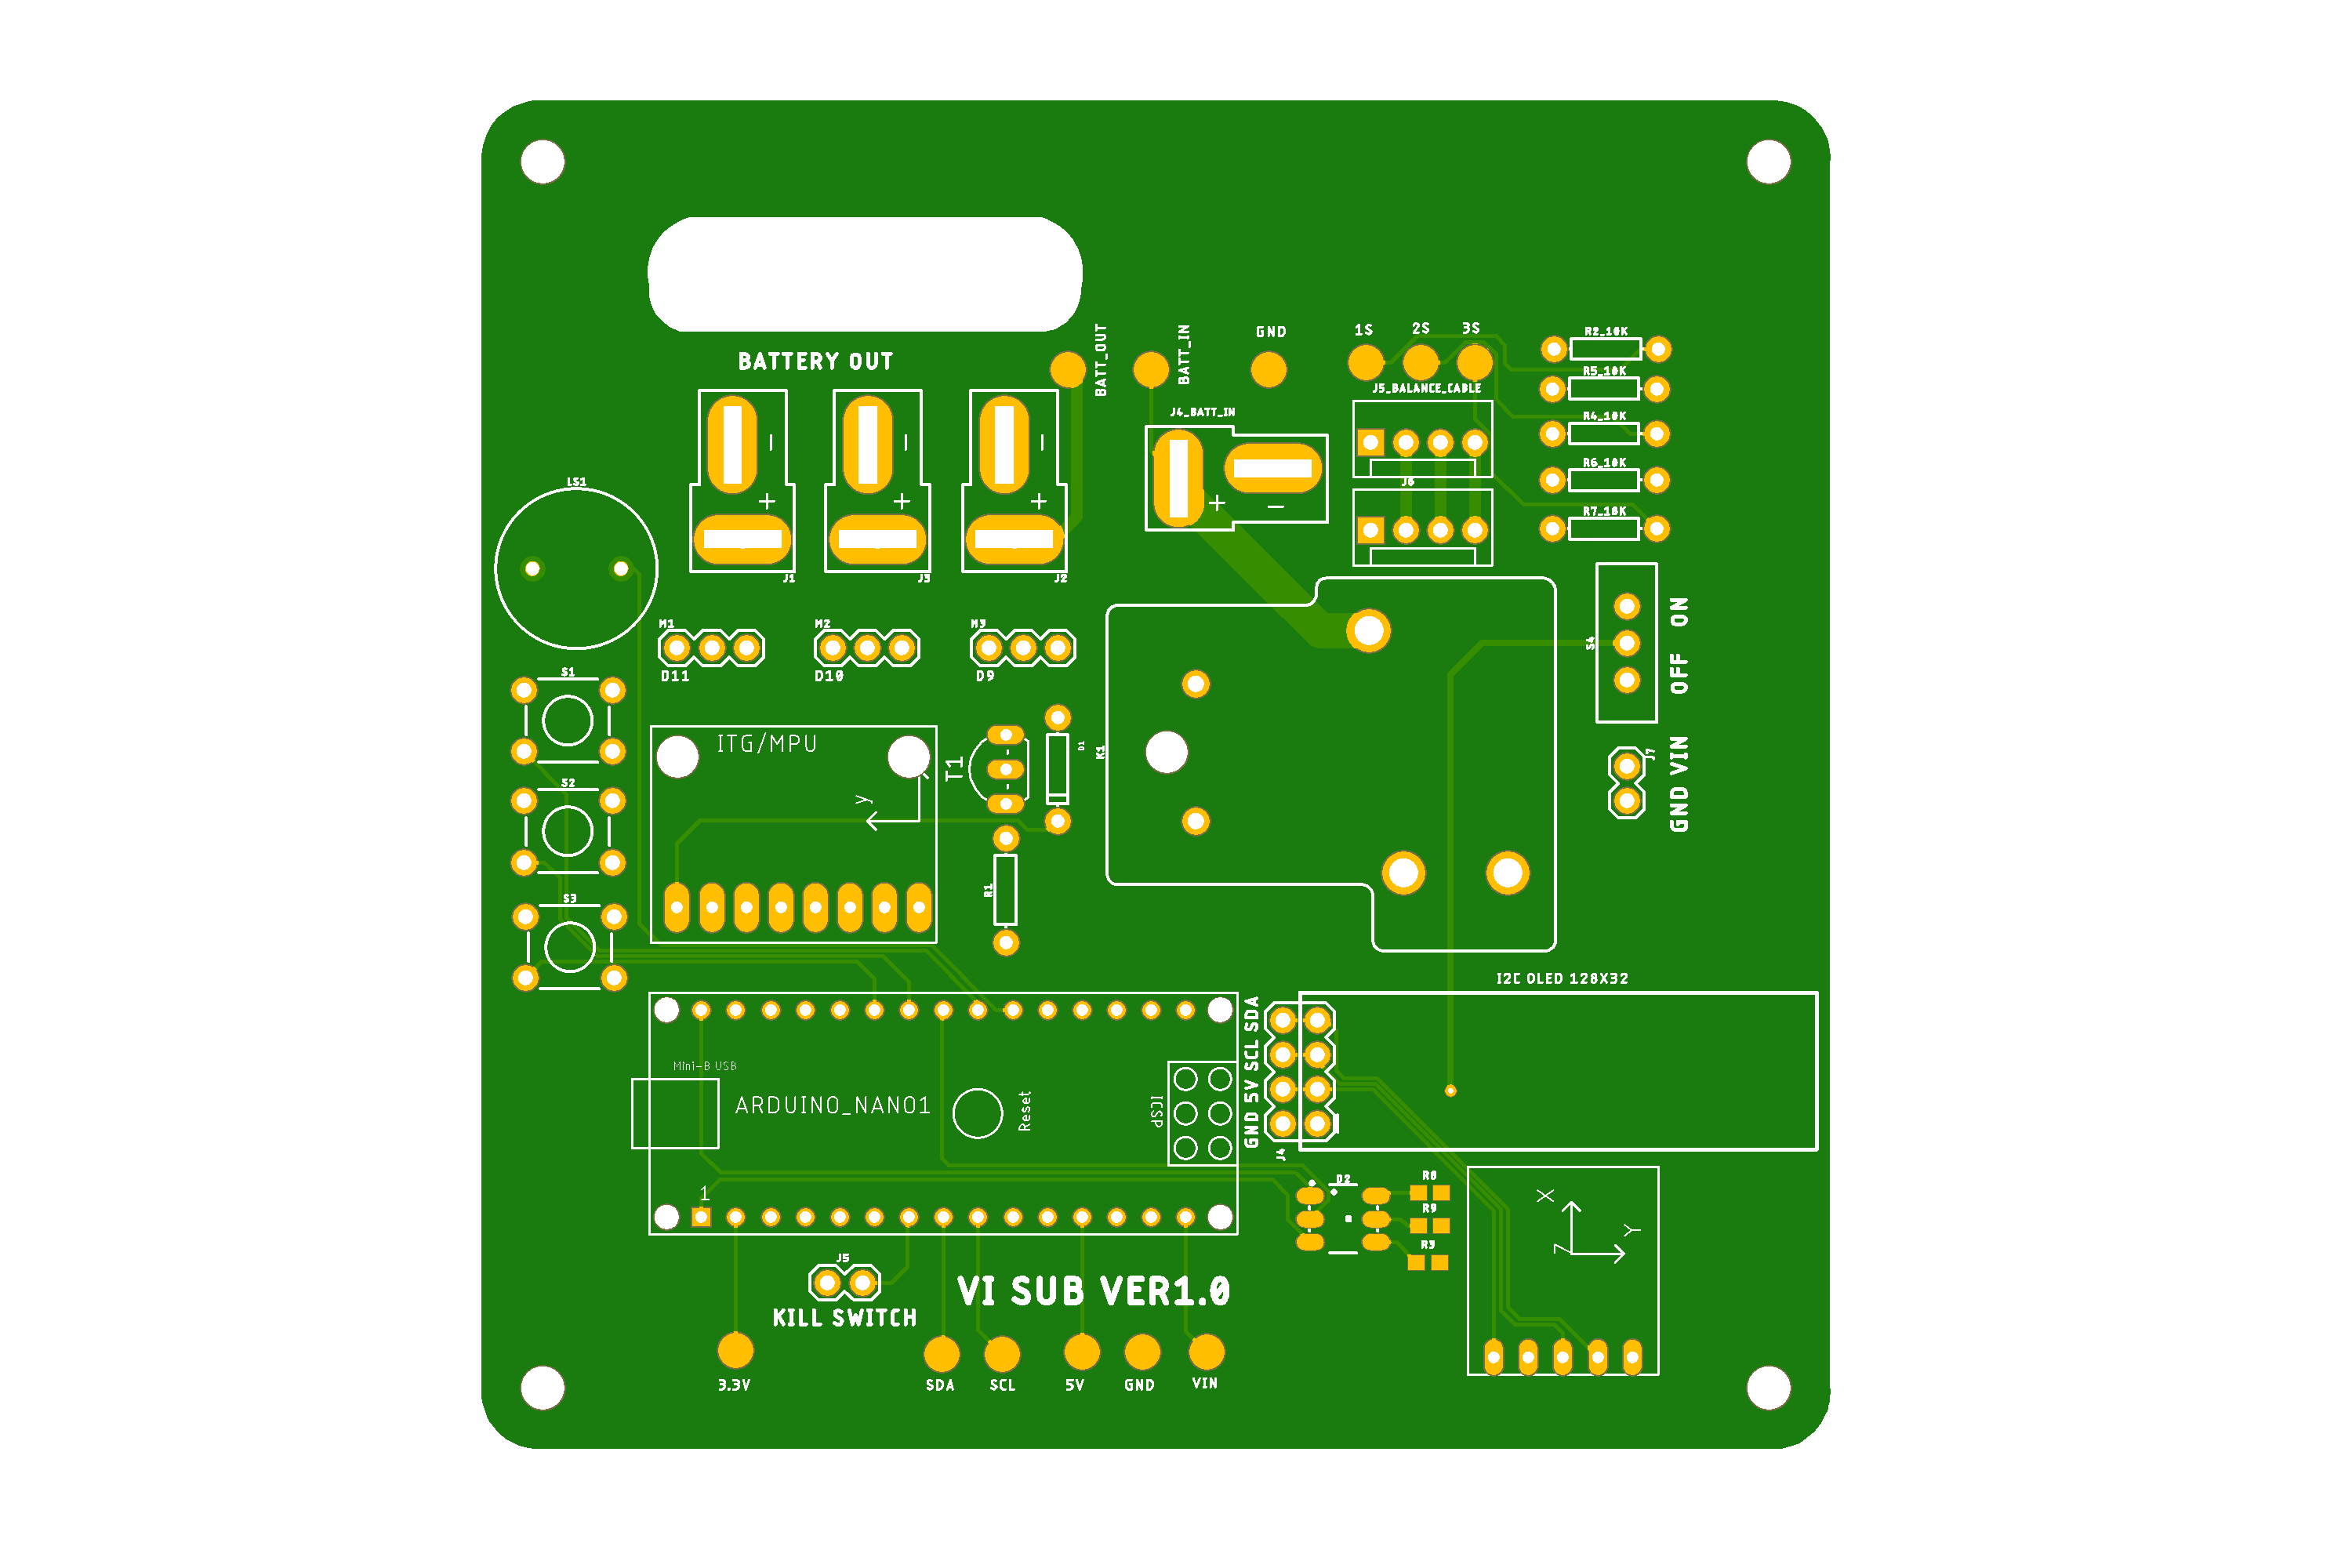 1S 2S 3S
GND
BATT_OUT
BATT_IN
R2_10K
BATTERY OUT
R5_10K
J5_BALANCE_CABLE
J4_BATT_IN
R4_10K
R6_10K
LS1
J6
R7_10K
− − −
+ + +
+ −
J1 J3 J2
M1 M2 M3
D11 D10 D9
ON
OFF
S4
S1
ITG/MPU
D1
K1
T1
J7
VIN
GND
S2
y
R1
S3
I2C OLED 128X32
SDA
SCL
5V
GND
Mini-B USB
ARDUINO_NANO1
Reset
ICSP
J4
D2
R8
1
X
R9
Y
R3
Z
J5
VI SUB VER1.0
KILL SWITCH
3.3V SDA SCL 5V GND VIN